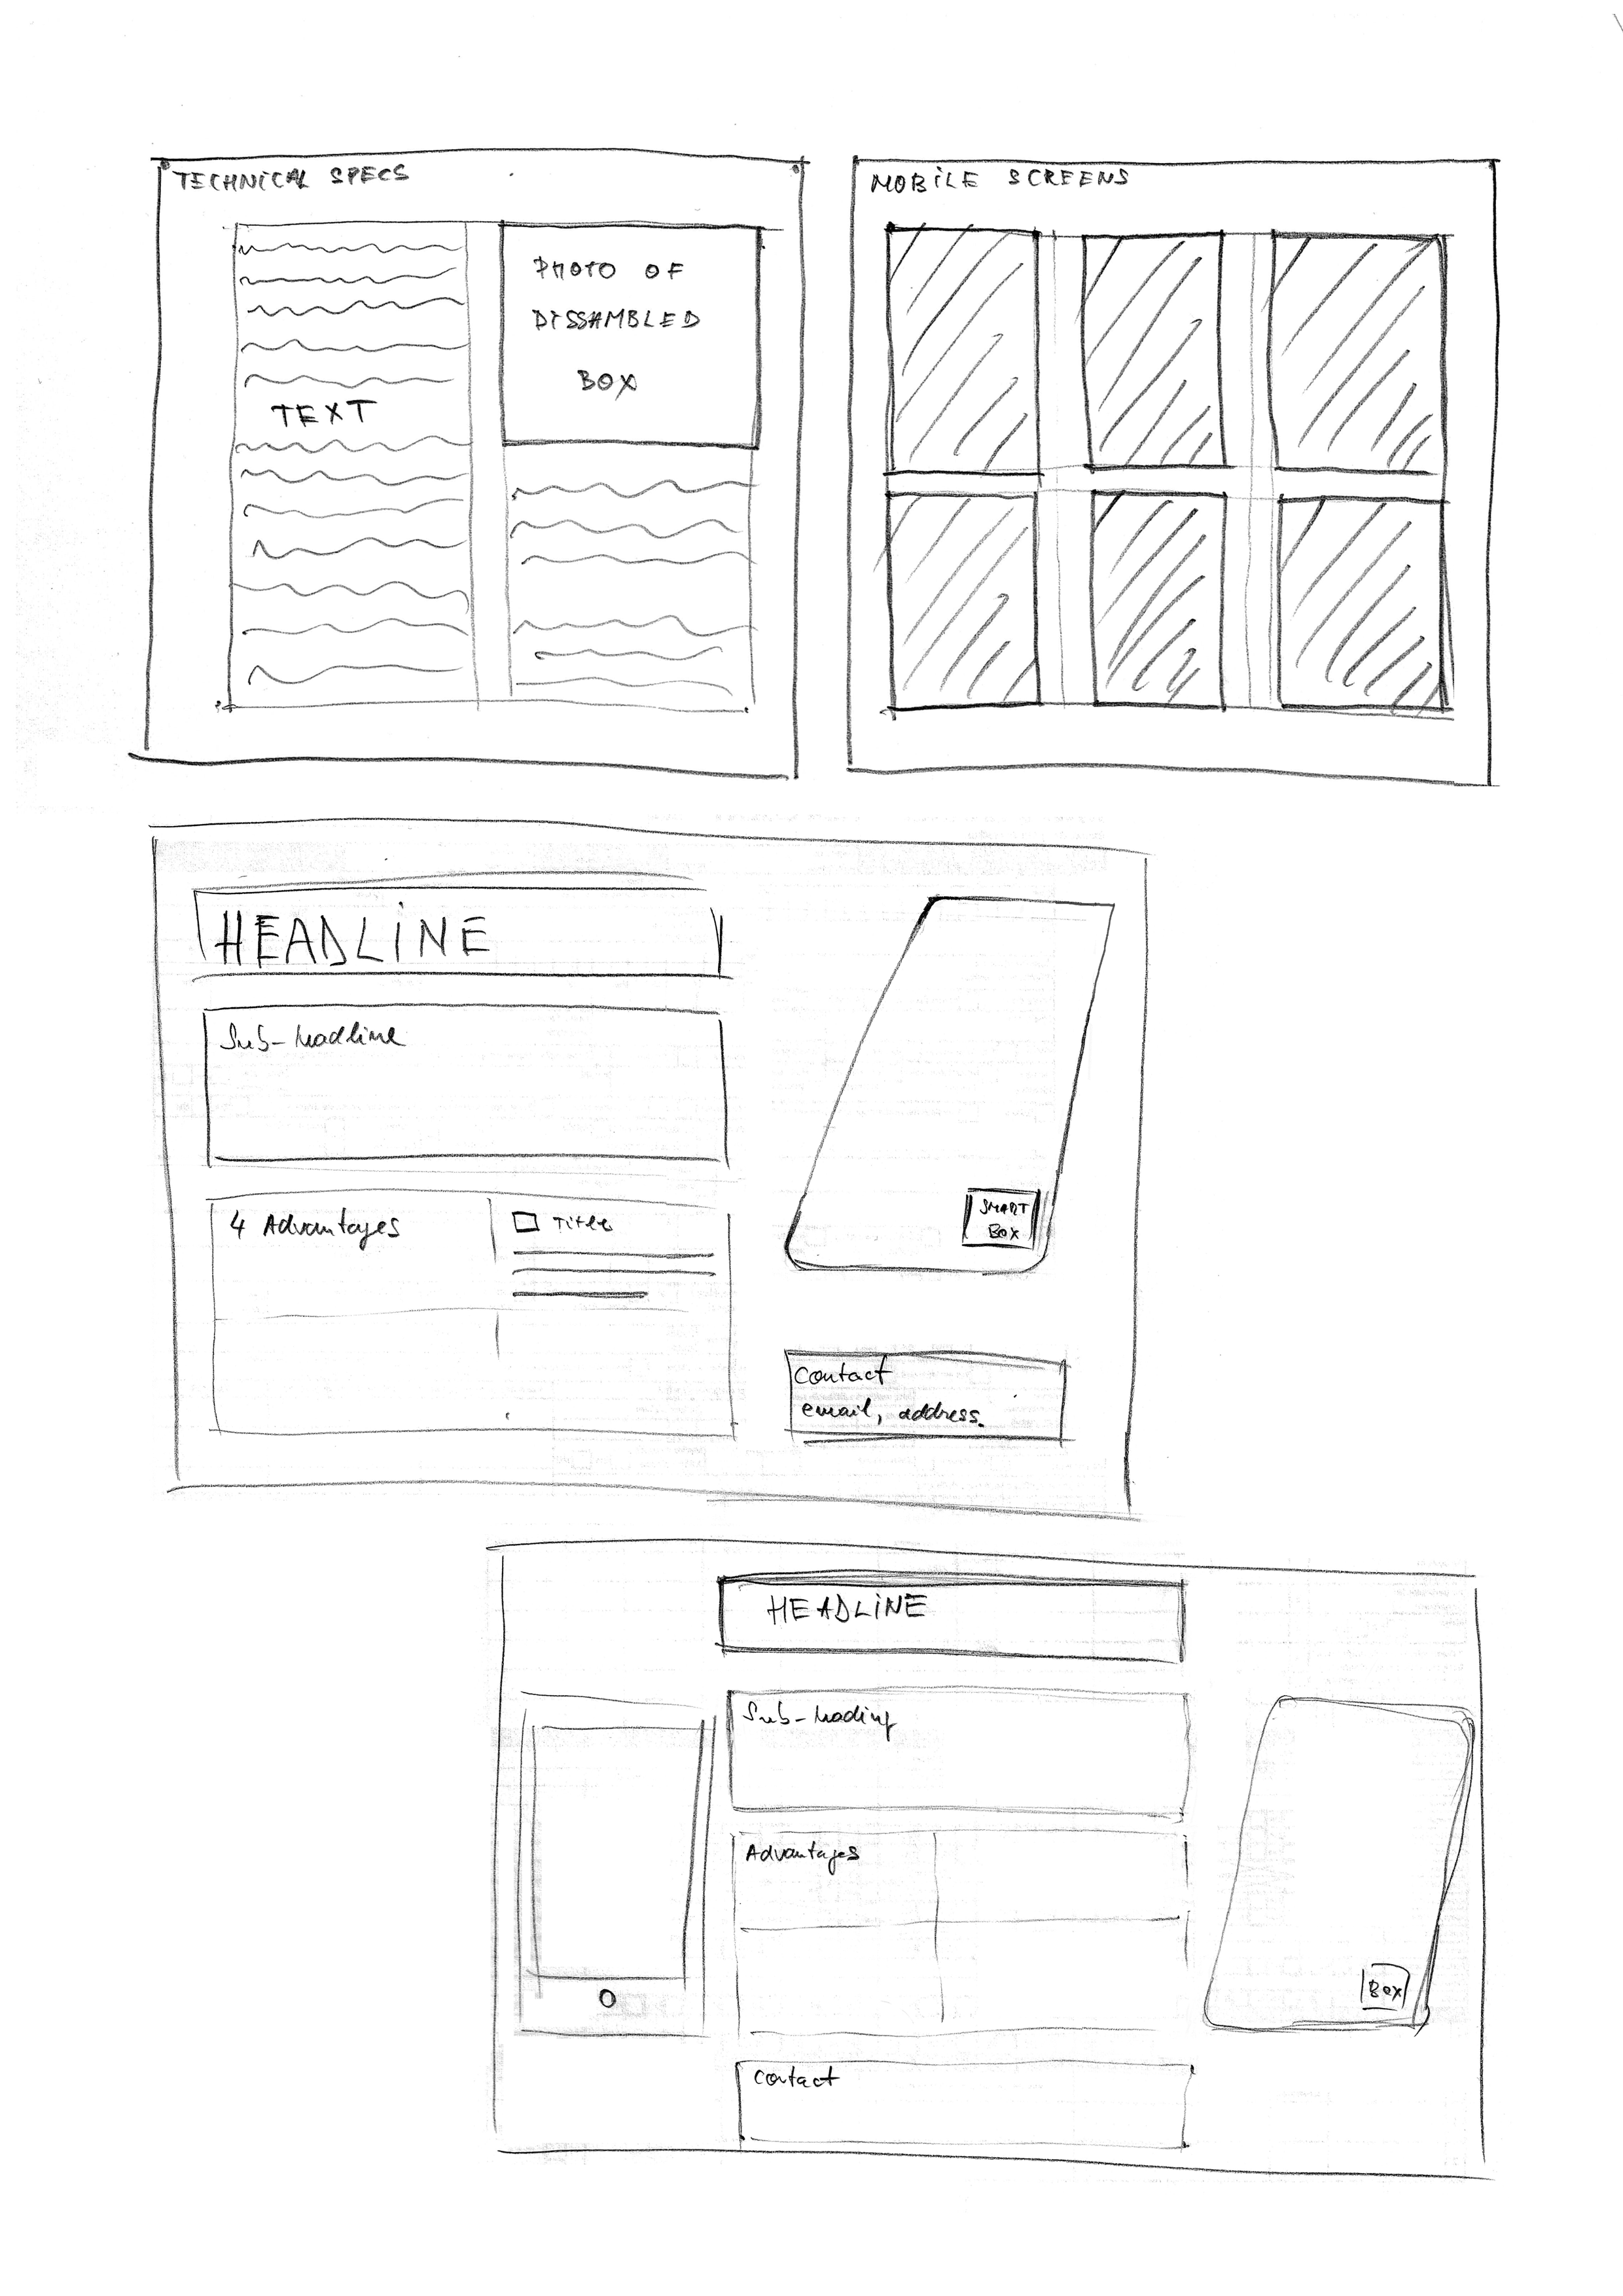 TECHNICAL SPECS
TEXT
PHOTO OF
DISSAMBLED
BOX
MOBILE SCREENS
HEADLINE
Sub-headline
4 Advantages
Title
SMART
BOX
Contact
email, address.
HEADLINE
Sub-heading
Advantages
Box
Contact